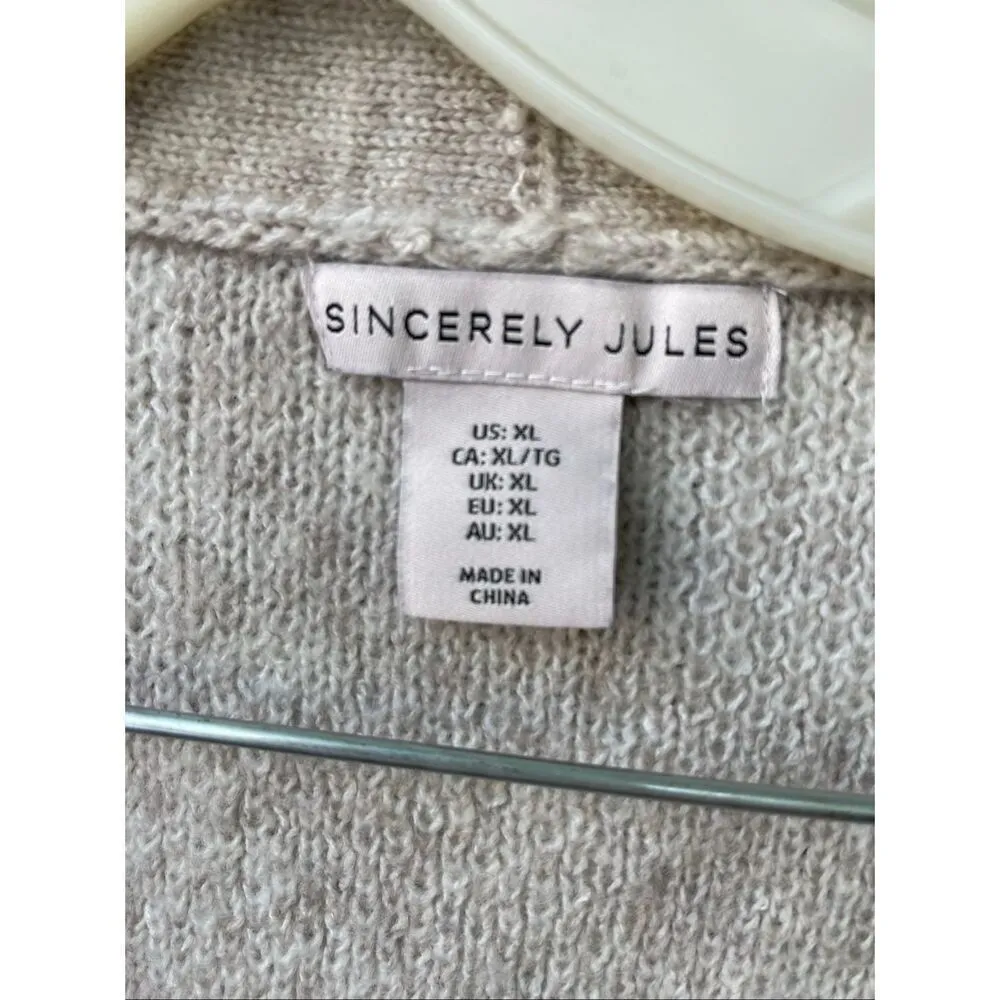 SINCERELY JULES
US: XL
CA: XL/TG
UK: XL
EU: XL
AU: XL
MADE IN
CHINA